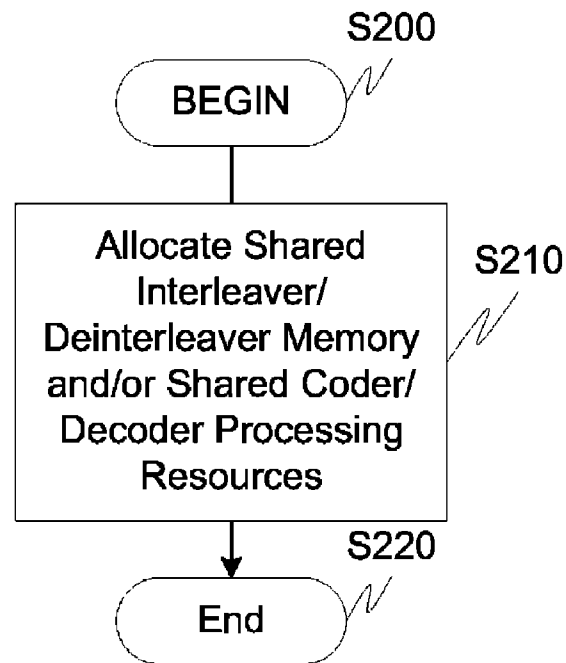 S200
BEGIN
Allocate Shared
Interleaver/
Deinterleaver Memory
and/or Shared Coder/
Decoder Processing
Resources
S210
S220
End